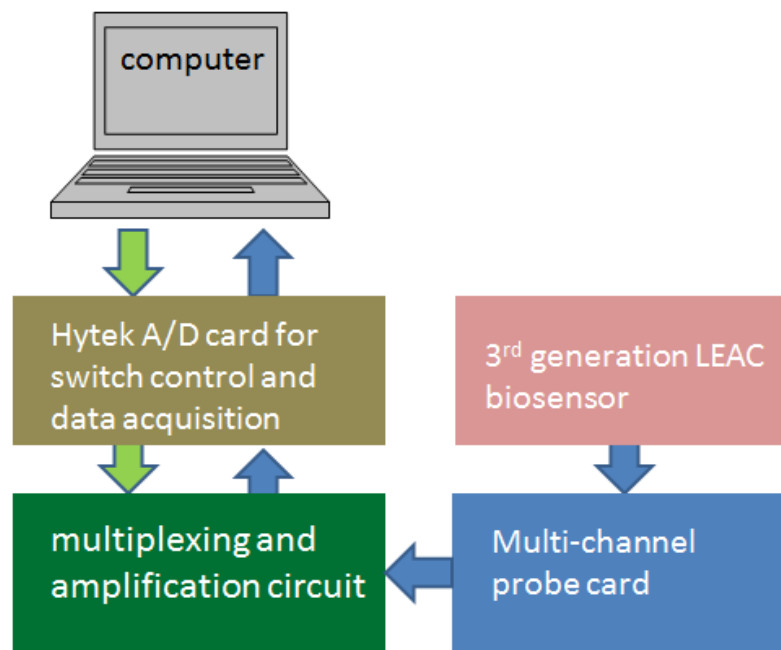 computer
Hytek A/D card for
switch control and
data acquisition
3rd generation LEAC
biosensor
multiplexing and
amplification circuit
Multi-channel
probe card